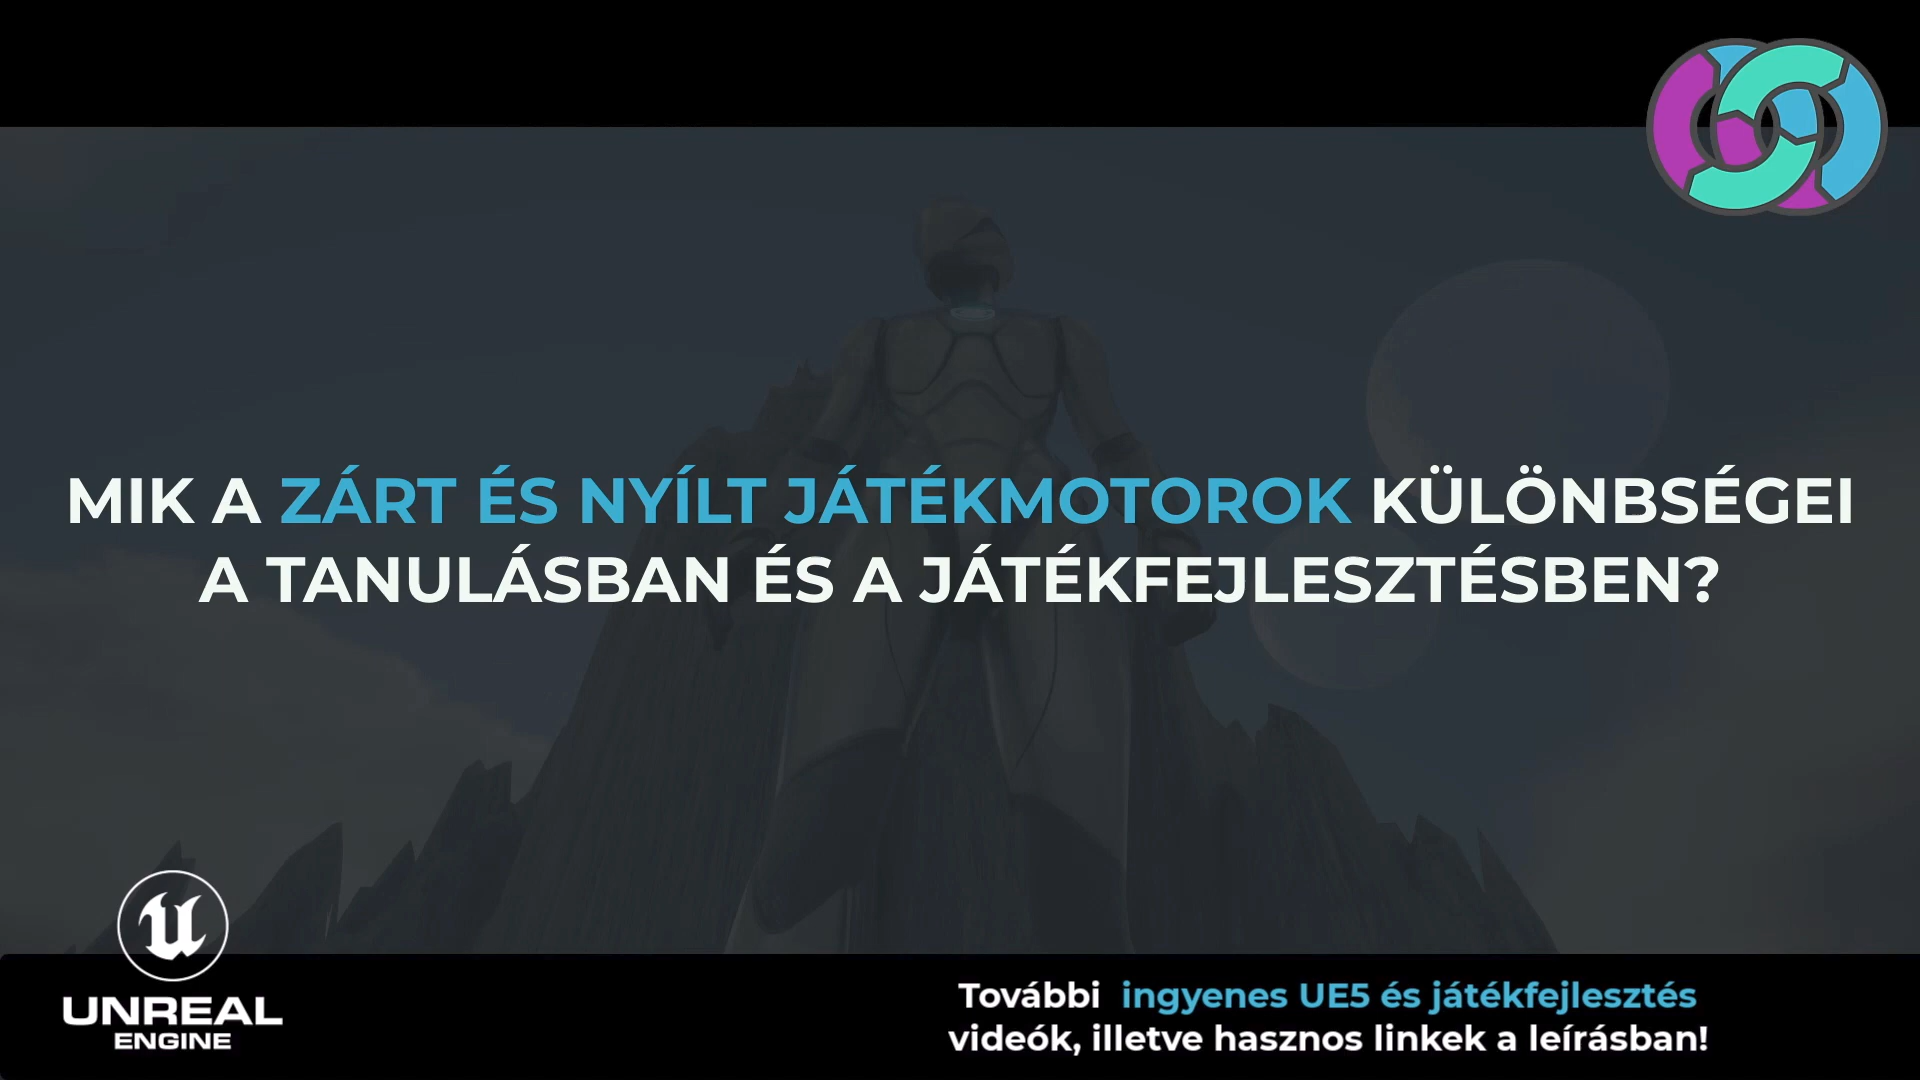 MIK A ZÁRT ÉS NYÍLT JÁTÉKMOTOROK KÜLÖNBSÉGEI
A TANULÁSBAN ÉS A JÁTÉKFEJLESZTÉSBEN?
UNREAL
ENGINE
További ingyenes UE5 és játékfejlesztés
videók, illetve hasznos linkek a leírásban!